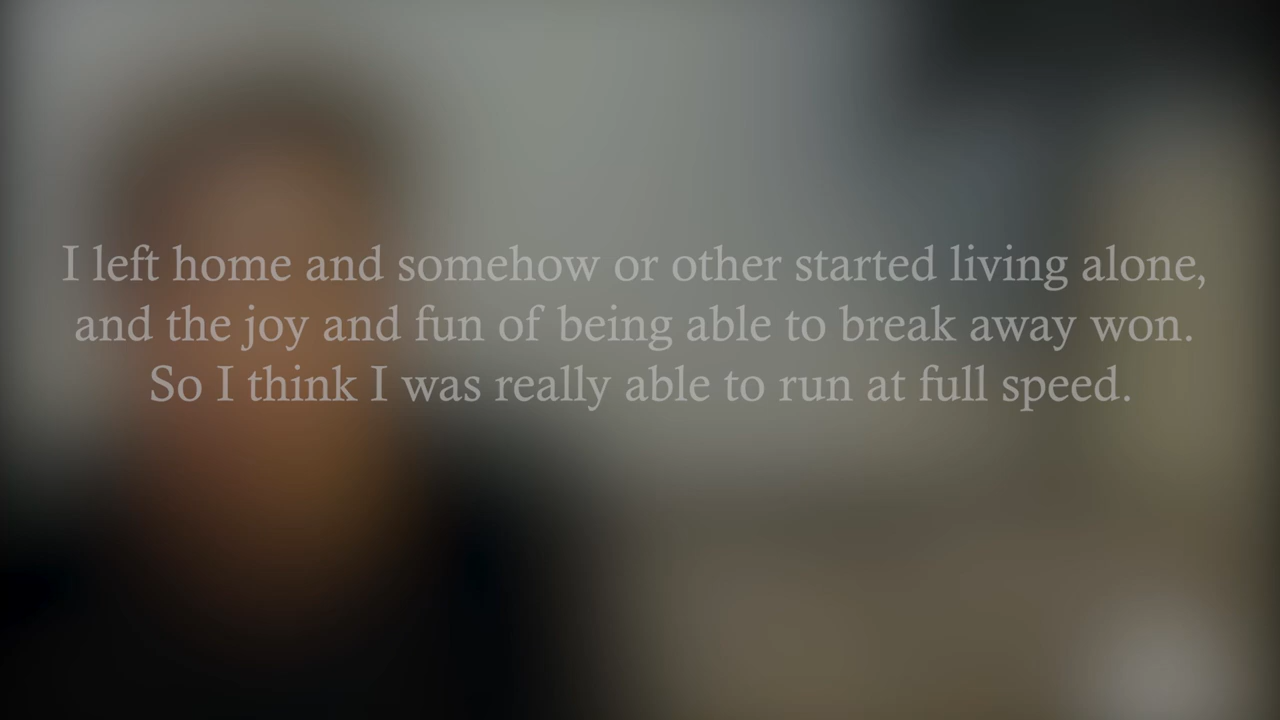 I left home and somehow or other started living alone,
and the joy and fun of being able to break away won.
So I think I was really able to run at full speed.